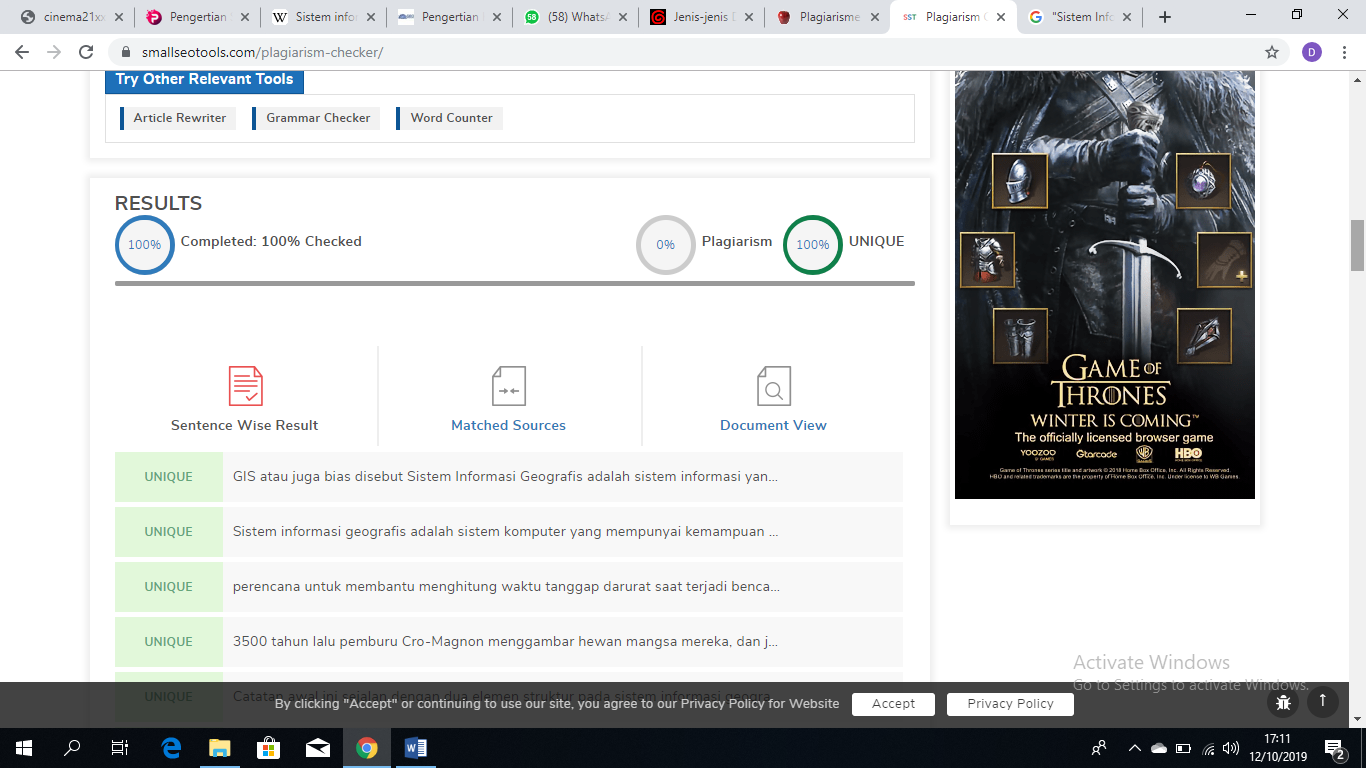 cinema21xx
Pengertian S
Sistem infor
Pengertian
(58) WhatsA
Jenis-jenis D
Plagiarisme
Plagiarism C
"Sistem Info
smallseotools.com/plagiarism-checker/
D
Try Other Relevant Tools
Article Rewriter
Grammar Checker
Word Counter
RESULTS
100%
Completed: 100% Checked
0%
Plagiarism
100%
UNIQUE
Sentence Wise Result
Matched Sources
Document View
UNIQUE
GIS atau juga bias disebut Sistem Informasi Geografis adalah sistem informasi yan...
UNIQUE
Sistem informasi geografis adalah sistem komputer yang mempunyai kemampuan ...
UNIQUE
perencana untuk membantu menghitung waktu tanggap darurat saat terjadi benca...
UNIQUE
3500 tahun lalu pemburu Cro-Magnon menggambar hewan mangsa mereka, dan j...
UNIQUE
Catatan awal ini sejalan dengan dua elemen struktur pada sistem informasi geogra...
GAME OF
THRONES
WINTER IS COMING™
The officially licensed browser game
YOOZOO GAMES
Gtarcade
WB GAMES
HBO
Game of Thrones series title and artwork © 2018 Home Box Office, Inc. All Rights Reserved.
HBO and related trademarks are the property of Home Box Office, Inc. Under license to WB Games.
Activate Windows
Go to Settings to activate Windows.
By clicking "Accept" or continuing to use our site, you agree to our Privacy Policy for Website
Accept
Privacy Policy
17:11
12/10/2019
2